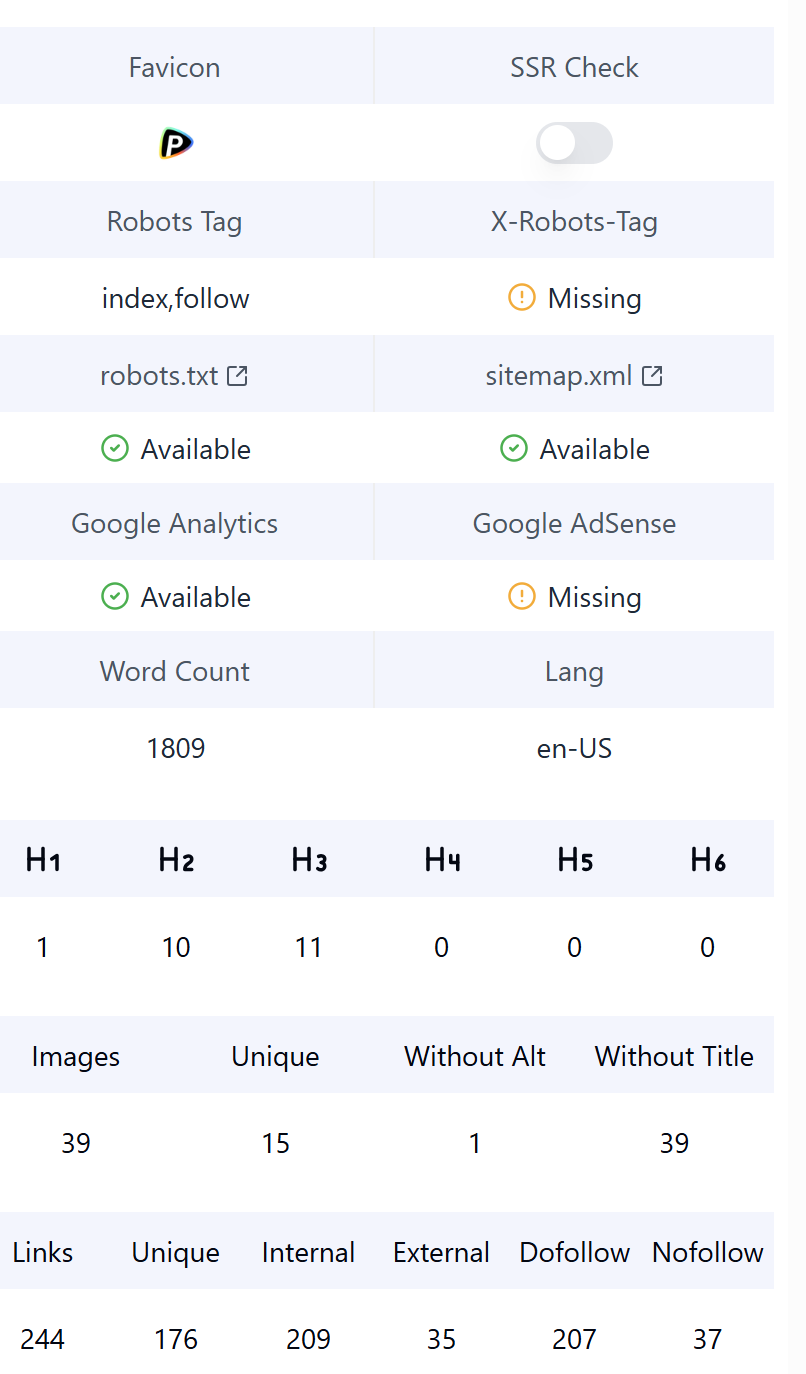 Favicon SSR Check
P
Robots Tag X-Robots-Tag
index,follow Missing
robots.txt sitemap.xml
Available Available
Google Analytics Google AdSense
Available Missing
Word Count Lang
1809 en-US
H1 H2 H3 H4 H5 H6
1 10 11 0 0 0
Images Unique Without Alt Without Title
39 15 1 39
Links Unique Internal External Dofollow Nofollow
244 176 209 35 207 37